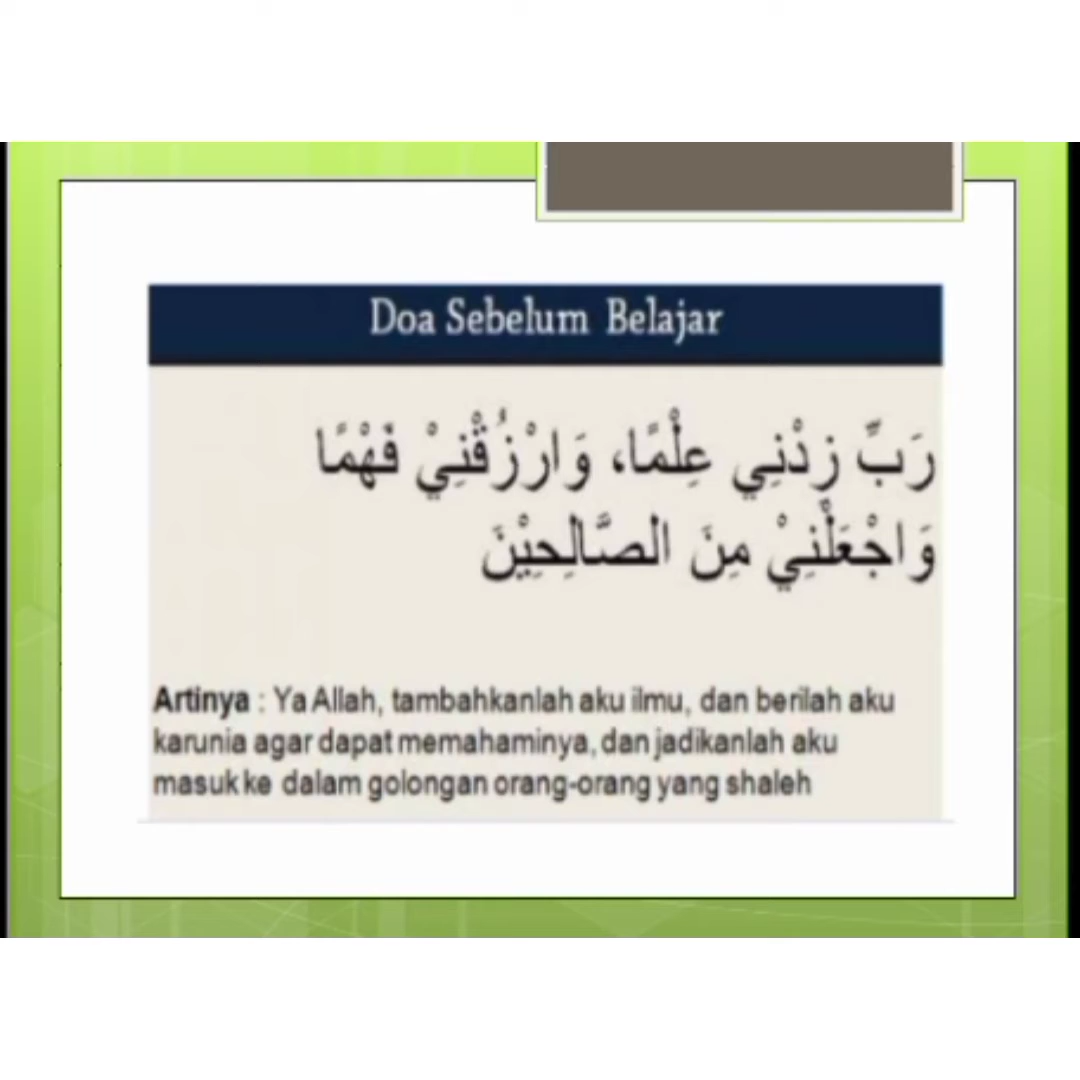 Doa Sebelum Belajar
رَبِّ زِدْنِي عِلْمًا، وَارْزُقْنِيْ فَهْمًا
وَاجْعَلْنِيْ مِنَ الصَّالِحِيْنَ
Artinya : Ya Allah, tambahkanlah aku ilmu, dan berilah aku
karunia agar dapat memahaminya, dan jadikanlah aku
masuk ke dalam golongan orang-orang yang shaleh